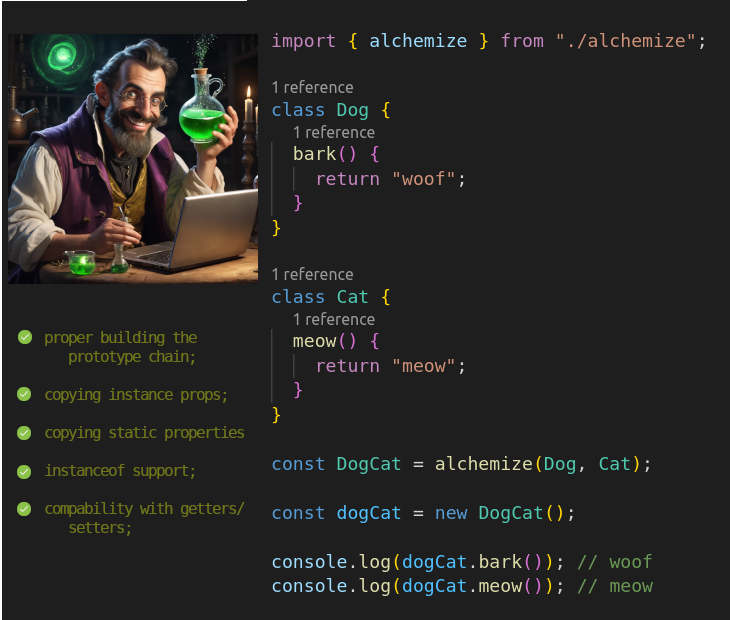 import { alchemize } from "./alchemize";
1 reference
class Dog {
1 reference
bark() {
return "woof";
}
}
1 reference
class Cat {
1 reference
meow() {
return "meow";
}
}
const DogCat = alchemize(Dog, Cat);
const dogCat = new DogCat();
console.log(dogCat.bark()); // woof
console.log(dogCat.meow()); // meow
proper building the
prototype chain;
copying instance props;
copying static properties
instanceof support;
compability with getters/
setters;